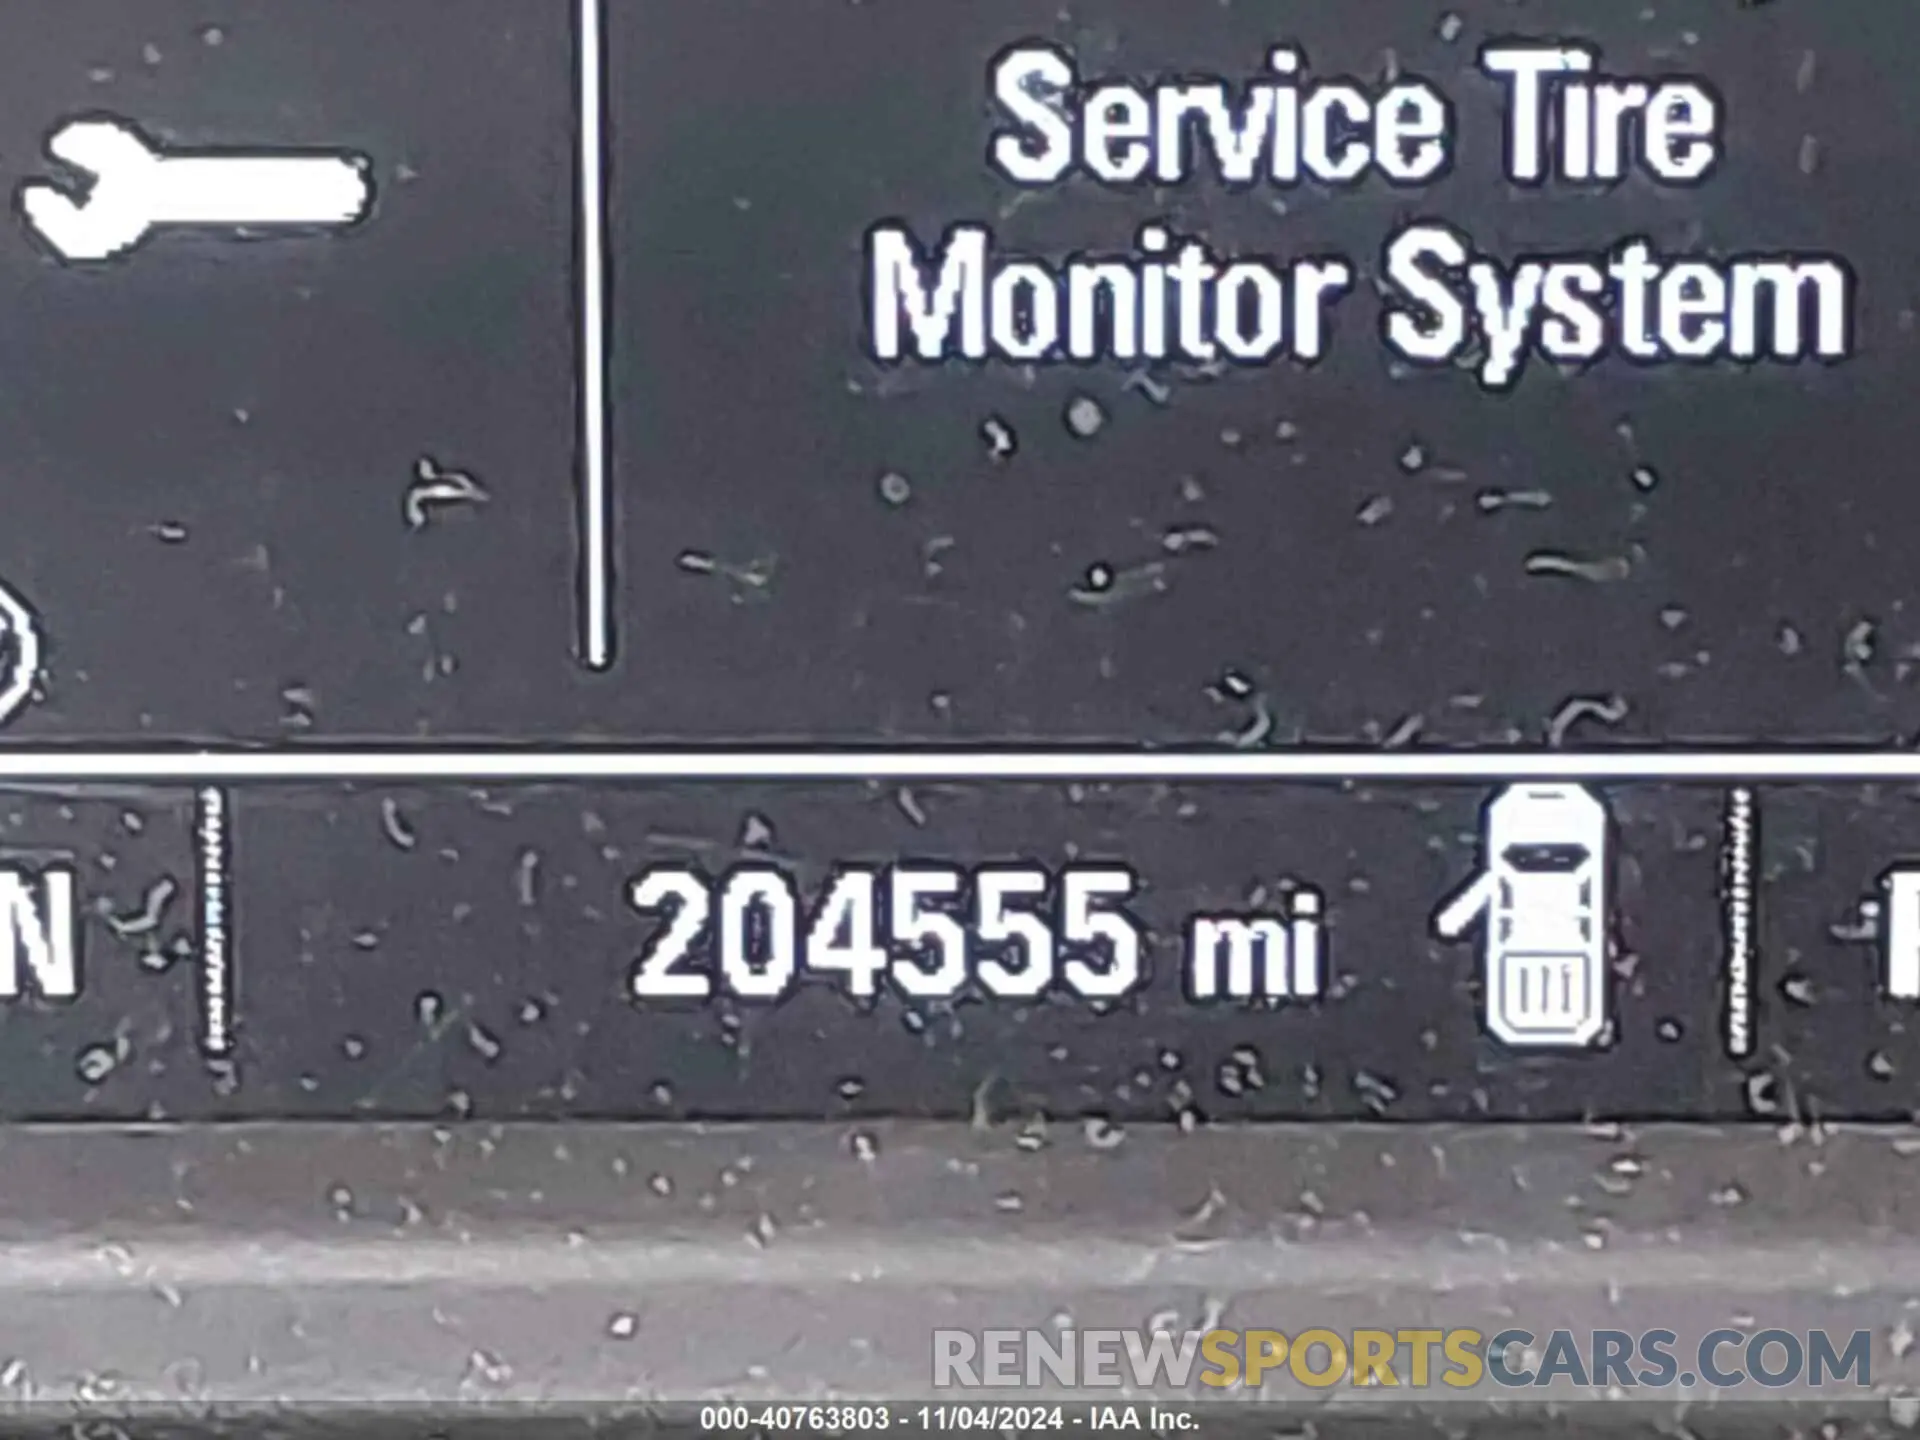 Service Tire
Monitor System
N
204555 mi
RENEWSPORTSCARS.COM
000-40763803 - 11/04/2024 - IAA Inc.